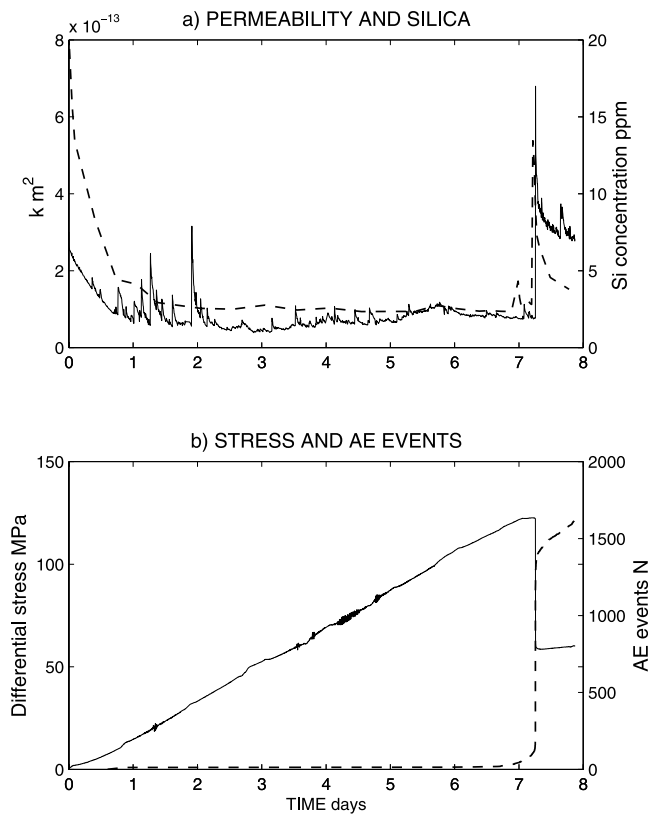 a) PERMEABILITY AND SILICA
x 10⁻¹³
8
6
4
2
0
k m²
20
15
10
5
0
Si concentration ppm
0 1 2 3 4 5 6 7 8
b) STRESS AND AE EVENTS
150
100
50
0
Differential stress MPa
2000
1500
1000
500
0
AE events N
0 1 2 3 4 5 6 7 8
TIME days